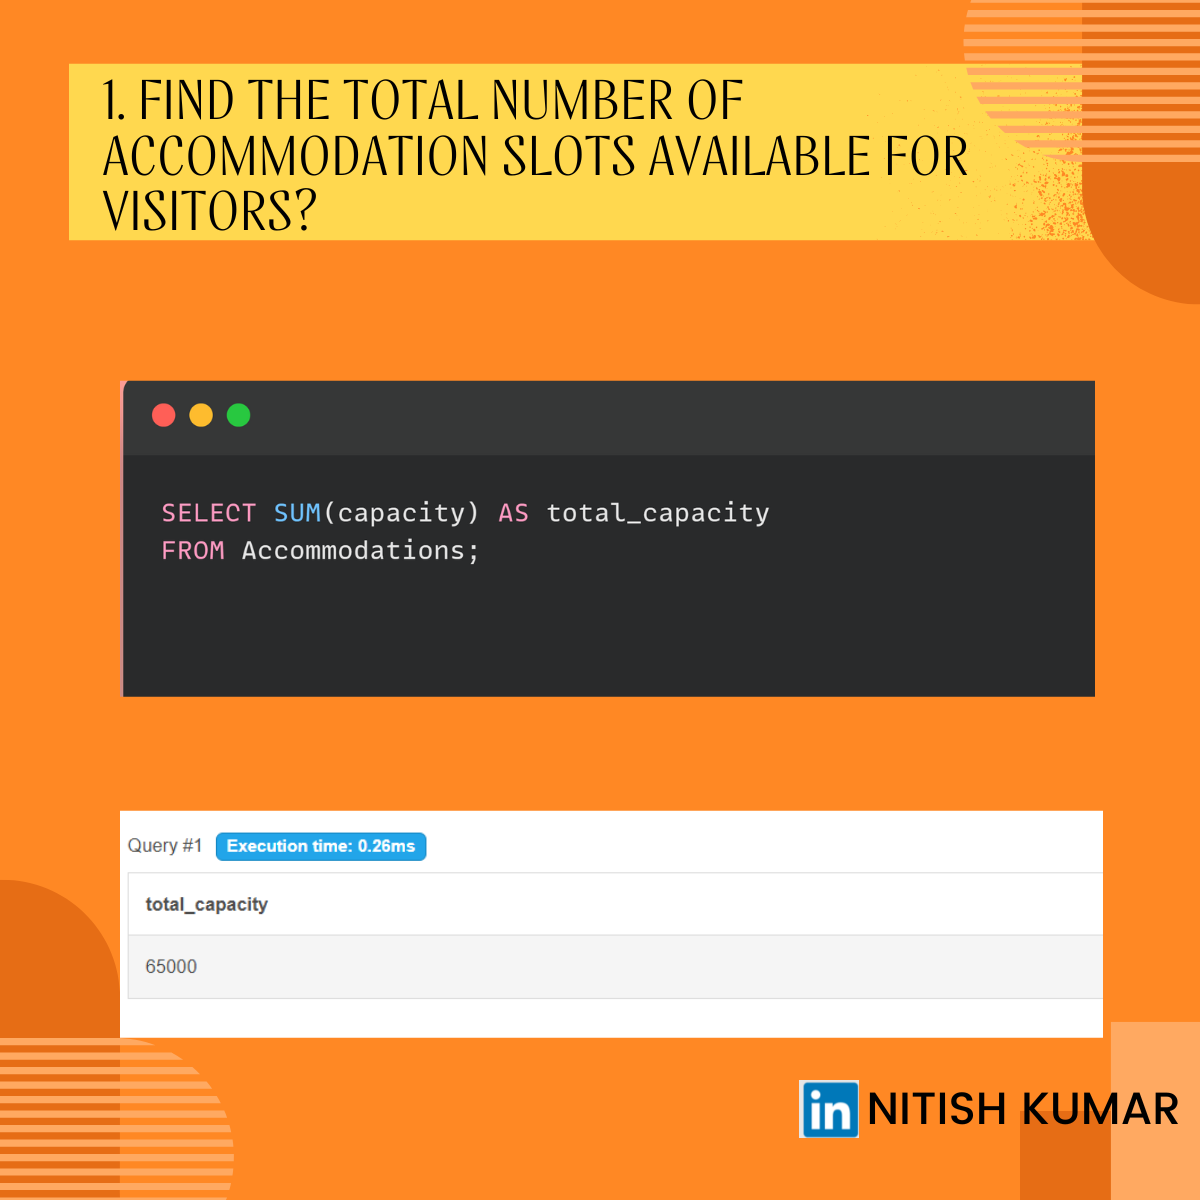 1. FIND THE TOTAL NUMBER OF
ACCOMMODATION SLOTS AVAILABLE FOR
VISITORS?
SELECT SUM(capacity) AS total_capacity
FROM Accommodations;
Query #1 Execution time: 0.26ms
total_capacity
65000
in NITISH KUMAR